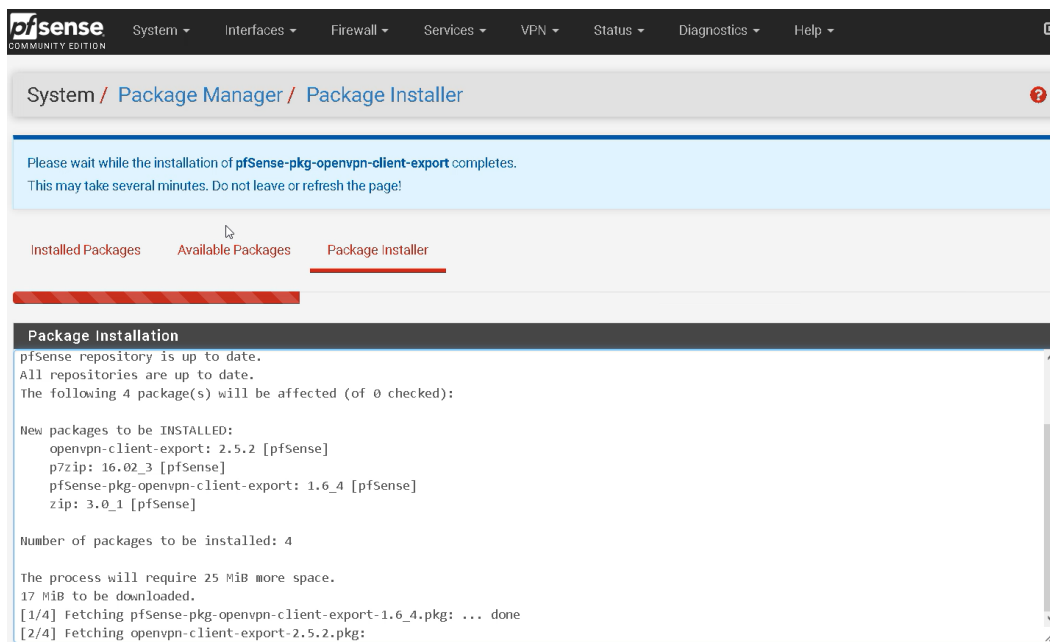 pfsense
COMMUNITY EDITION
System Interfaces Firewall Services VPN Status Diagnostics Help
System / Package Manager / Package Installer
Please wait while the installation of pfSense-pkg-openvpn-client-export completes.
This may take several minutes. Do not leave or refresh the page!
Installed Packages Available Packages Package Installer
Package Installation
pfSense repository is up to date.
All repositories are up to date.
The following 4 package(s) will be affected (of 0 checked):
New packages to be INSTALLED:
openvpn-client-export: 2.5.2 [pfSense]
p7zip: 16.02_3 [pfSense]
pfSense-pkg-openvpn-client-export: 1.6_4 [pfSense]
zip: 3.0_1 [pfSense]
Number of packages to be installed: 4
The process will require 25 MiB more space.
17 MiB to be downloaded.
[1/4] Fetching pfSense-pkg-openvpn-client-export-1.6_4.pkg: ... done
[2/4] Fetching openvpn-client-export-2.5.2.pkg: